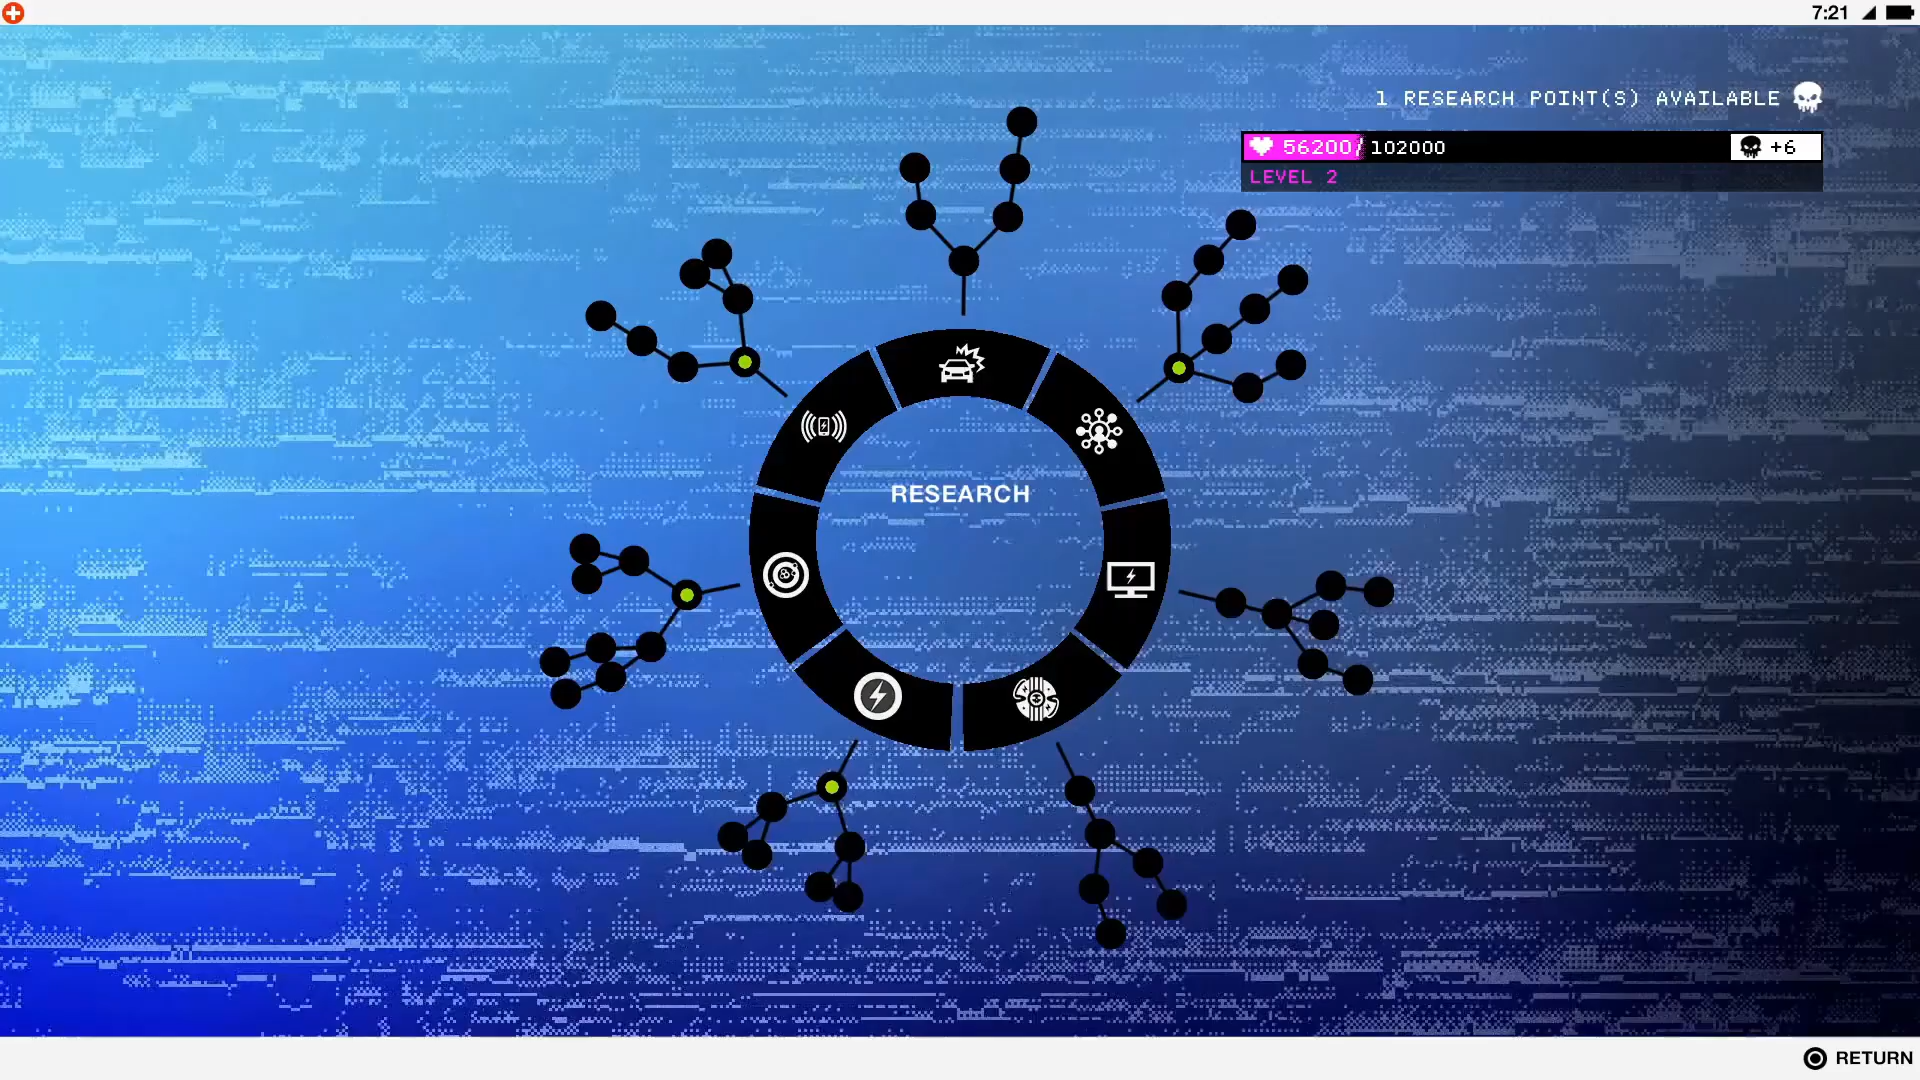 7:21
1 RESEARCH POINT(S) AVAILABLE
56200/ 102000 +6
LEVEL 2
RESEARCH
RETURN